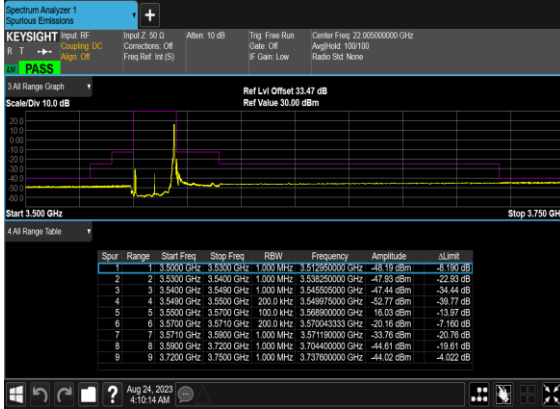 Spectrum Analyzer 1
Spurious Emissions
KEYSIGHT
Input: RF
Coupling: DC
Align: Off
Input Z: 50 Ω
Corrections: Off
Freq Ref: Int (S)
Atten: 10 dB
Trig: Free Run
Gate: Off
IF Gain: Low
Center Freq: 22.005000000 GHz
Avg|Hold: 100/100
Radio Std: None
R T
LNI PASS
3 All Range Graph
Scale/Div 10.0 dB
Ref Lvl Offset 33.47 dB
Ref Value 30.00 dBm
20.0
10.0
0.00
-10.0
-20.0
-30.0
-40.0
-50.0
-60.0
Start 3.500 GHz
Stop 3.750 GH
4 All Range Table
Spur Range Start Freq Stop Freq RBW Frequency Amplitude ΔLimit
1 1 3.5000 GHz 3.5300 GHz 1.000 MHz 3.512950000 GHz -48.19 dBm -8.190 dB
2 2 3.5300 GHz 3.5400 GHz 1.000 MHz 3.538250000 GHz -47.93 dBm -22.93 dB
3 3 3.5400 GHz 3.5490 GHz 1.000 MHz 3.545505000 GHz -47.44 dBm -34.44 dB
4 4 3.5490 GHz 3.5500 GHz 200.0 kHz 3.549975000 GHz -52.77 dBm -39.77 dB
5 5 3.5500 GHz 3.5700 GHz 100.0 kHz 3.568900000 GHz 16.03 dBm -13.97 dB
6 6 3.5700 GHz 3.5710 GHz 200.0 kHz 3.570043333 GHz -20.16 dBm -7.160 dB
7 7 3.5710 GHz 3.5900 GHz 1.000 MHz 3.571190000 GHz -33.76 dBm -20.76 dB
8 8 3.5900 GHz 3.7200 GHz 1.000 MHz 3.704400000 GHz -44.61 dBm -19.61 dB
9 9 3.7200 GHz 3.7500 GHz 1.000 MHz 3.737600000 GHz -44.02 dBm -4.022 dB
Aug 24, 2023
4:10:14 AM